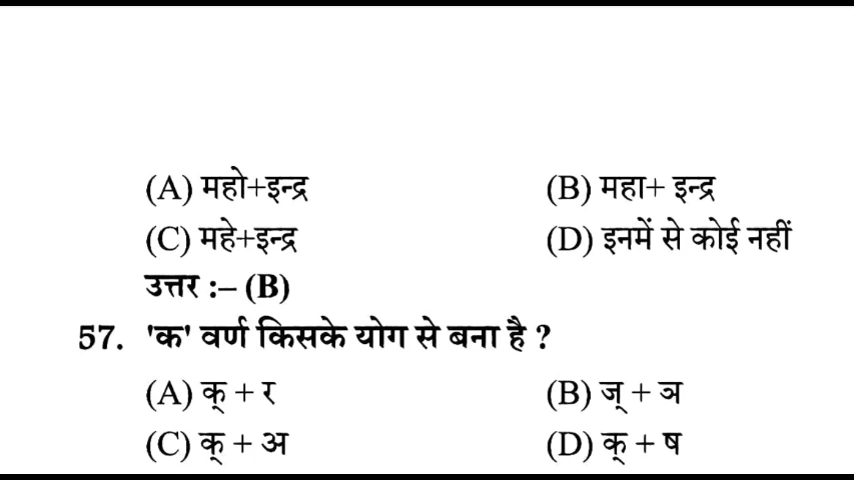 (A) महो+इन्द्र (B) महा+ इन्द्र
(C) महे+इन्द्र (D) इनमें से कोई नहीं
उत्तर :– (B)
57. 'क' वर्ण किसके योग से बना है ?
(A) क् + र (B) ज् + ञ
(C) क् + अ (D) क् + ष